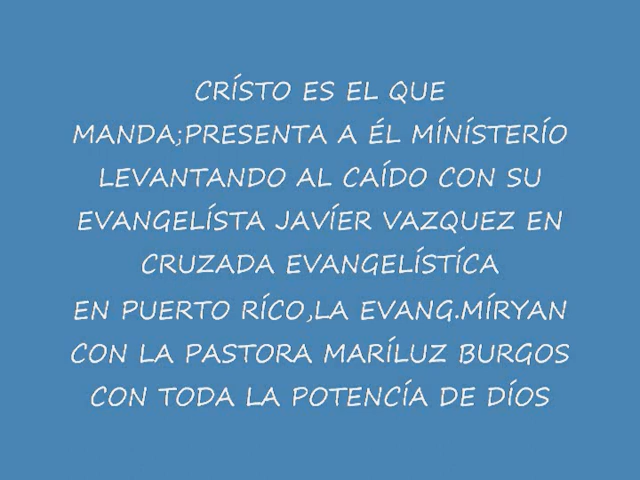 CRÍSTO ES EL QUE
MANDA;PRESENTA A ÉL MÍNÍSTERÍO
LEVANTANDO AL CAÍDO CON SU
EVANGELÍSTA JAVÍER VAZQUEZ EN
CRUZADA EVANGELÍSTÍCA
EN PUERTO RÍCO,LA EVANG.MÍRYAN
CON LA PASTORA MARÍLUZ BURGOS
CON TODA LA POTENCÍA DE DÍOS